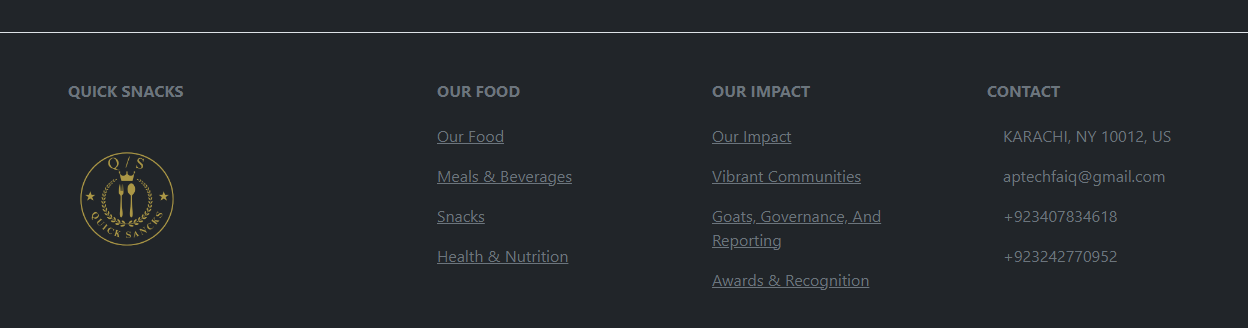 QUICK SNACKS
Q / S
QUICK SANCKS
OUR FOOD
Our Food
Meals & Beverages
Snacks
Health & Nutrition
OUR IMPACT
Our Impact
Vibrant Communities
Goats, Governance, And
Reporting
Awards & Recognition
CONTACT
KARACHI, NY 10012, US
aptechfaiq@gmail.com
+923407834618
+923242770952